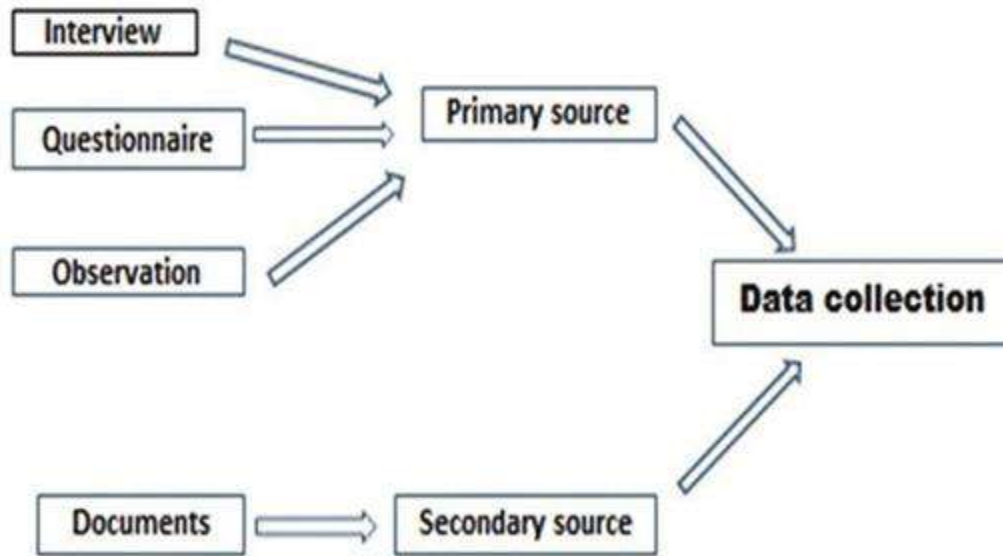 Interview
Primary source
Questionnaire
Observation
Data collection
Documents
Secondary source